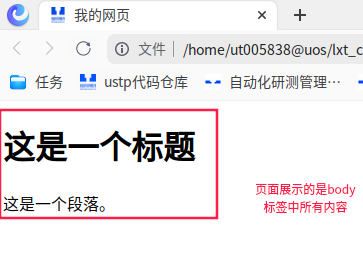 我的网页
文件 | /home/ut005838@uos/lxt_c
任务 ustp代码仓库 自动化研测管理…
这是一个标题
这是一个段落。
页面展示的是body
标签中所有内容